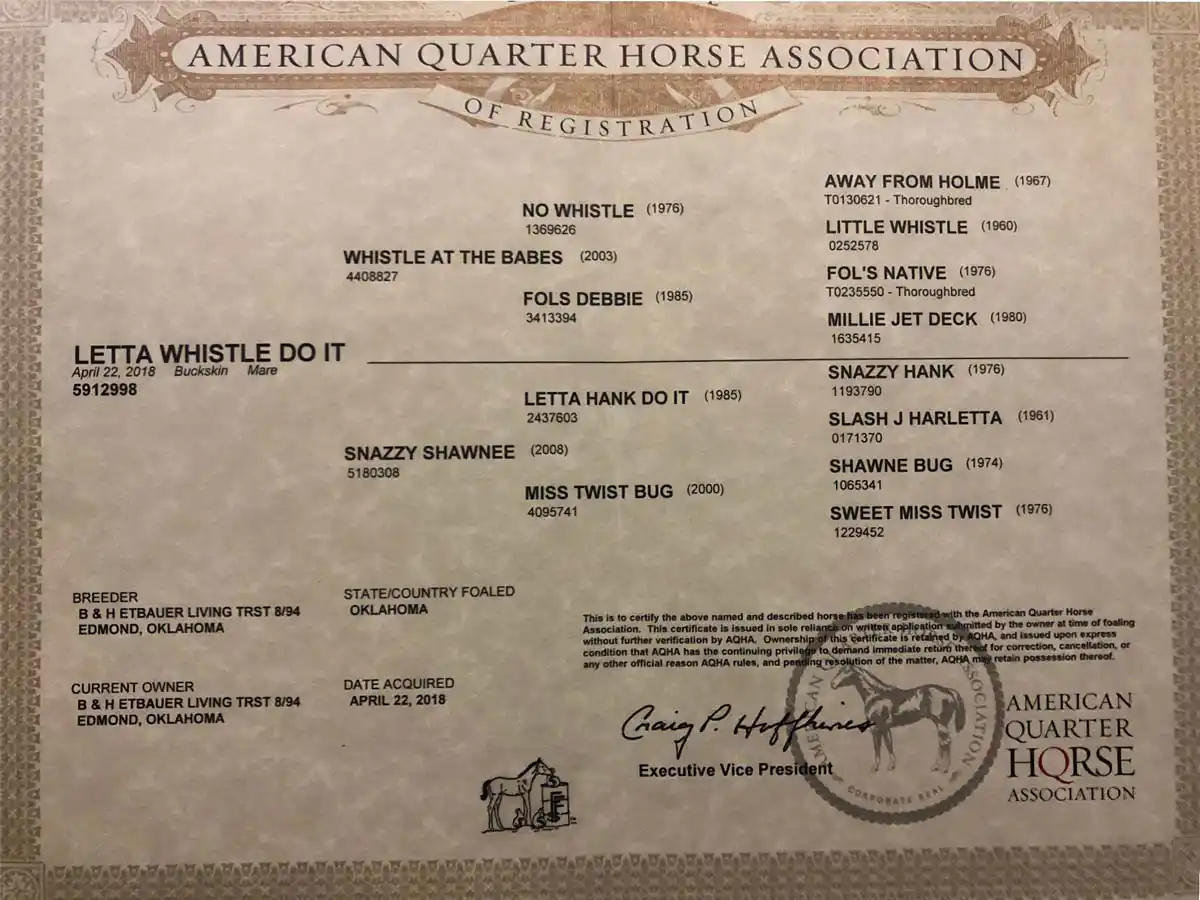 AMERICAN QUARTER HORSE ASSOCIATION
OF REGISTRATION
AWAY FROM HOLME (1967)
T0130621 - Thoroughbred
NO WHISTLE (1976)
1369626
LITTLE WHISTLE (1960)
0252578
WHISTLE AT THE BABES (2003)
4408827
FOL'S NATIVE (1976)
T0235550 - Thoroughbred
FOLS DEBBIE (1985)
3413394
MILLIE JET DECK (1980)
1635415
LETTA WHISTLE DO IT
April 22, 2018 Buckskin Mare
5912998
SNAZZY HANK (1976)
1193790
LETTA HANK DO IT (1985)
2437603
SLASH J HARLETTA (1961)
0171370
SNAZZY SHAWNEE (2008)
5180308
SHAWNE BUG (1974)
1065341
MISS TWIST BUG (2000)
4095741
SWEET MISS TWIST (1976)
1229452
BREEDER
B & H ETBAUER LIVING TRST 8/94
EDMOND, OKLAHOMA
STATE/COUNTRY FOALED
OKLAHOMA
CURRENT OWNER
B & H ETBAUER LIVING TRST 8/94
EDMOND, OKLAHOMA
DATE ACQUIRED
APRIL 22, 2018
This is to certify the above named and described horse has been registered with the American Quarter Horse
Association. This certificate is issued in sole reliance on written application submitted by the owner at time of foaling
without further verification by AQHA. Ownership of this certificate is retained by AQHA, and issued upon express
condition that AQHA has the continuing privilege to demand immediate return thereof for correction, cancellation, or
any other official reason AQHA rules, and pending resolution of the matter, AQHA may retain possession thereof.
Craig P. Huffhines
Executive Vice President
CORPORATE SEAL
AMERICAN
QUARTER
HORSE
ASSOCIATION